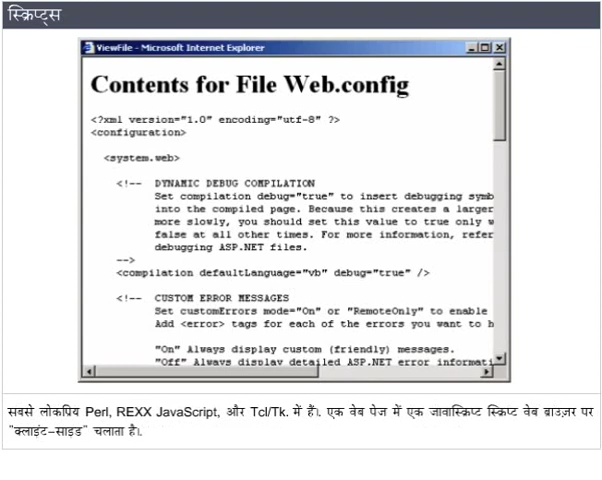 स्क्रिप्ट्स
ViewFile - Microsoft Internet Explorer
Contents for File Web.config
<?xml version="1.0" encoding="utf-8" ?>
<configuration>
<system.web>
<!-- DYNAMIC DEBUG COMPILATION
Set compilation debug="true" to insert debugging symb
into the compiled page. Because this creates a larger
more slowly, you should set this value to true only w
false at all other times. For more information, refer
debugging ASP.NET files.
-->
<compilation defaultLanguage="vb" debug="true" />
<!-- CUSTOM ERROR MESSAGES
Set customErrors mode="On" or "RemoteOnly" to enable
Add <error> tags for each of the errors you want to h
"On" Always display custom (friendly) messages.
"Off" Always display detailed ASP.NET error informati
सबसे लोकप्रिय Perl, REXX JavaScript, और Tcl/Tk. में हैं। एक वेब पेज में एक जावास्क्रिप्ट स्क्रिप्ट वेब ब्राउज़र पर
"क्लाइंट-साइड" चलाता है।.